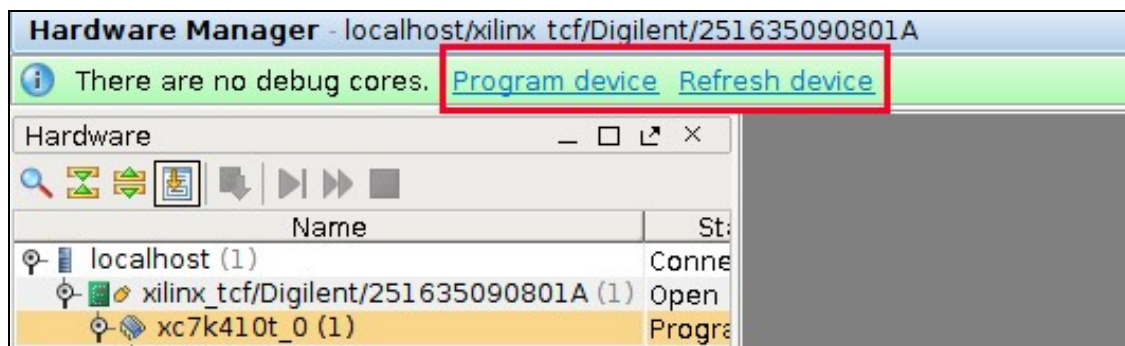 Hardware Manager - localhost/xilinx_tcf/Digilent/251635090801A
There are no debug cores. Program device Refresh device
Hardware
Name St
localhost (1) Conne
xilinx_tcf/Digilent/251635090801A (1) Open
xc7k410t_0 (1) Progra